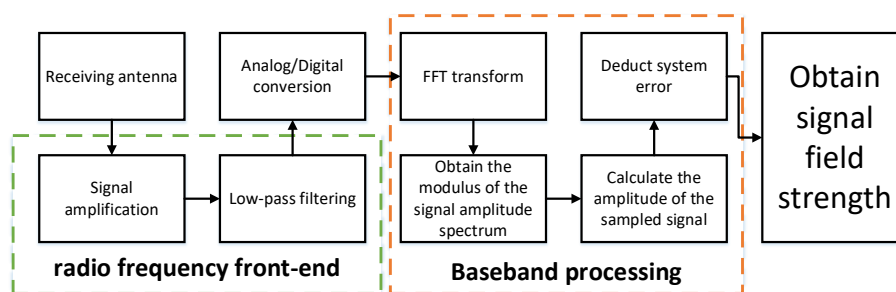 Receiving antenna
Analog/Digital
conversion
FFT transform
Deduct system
error
Obtain
signal
field
strength
Signal
amplification
Low-pass filtering
Obtain the
modulus of the
signal amplitude
spectrum
Calculate the
amplitude of the
sampled signal
radio frequency front-end
Baseband processing